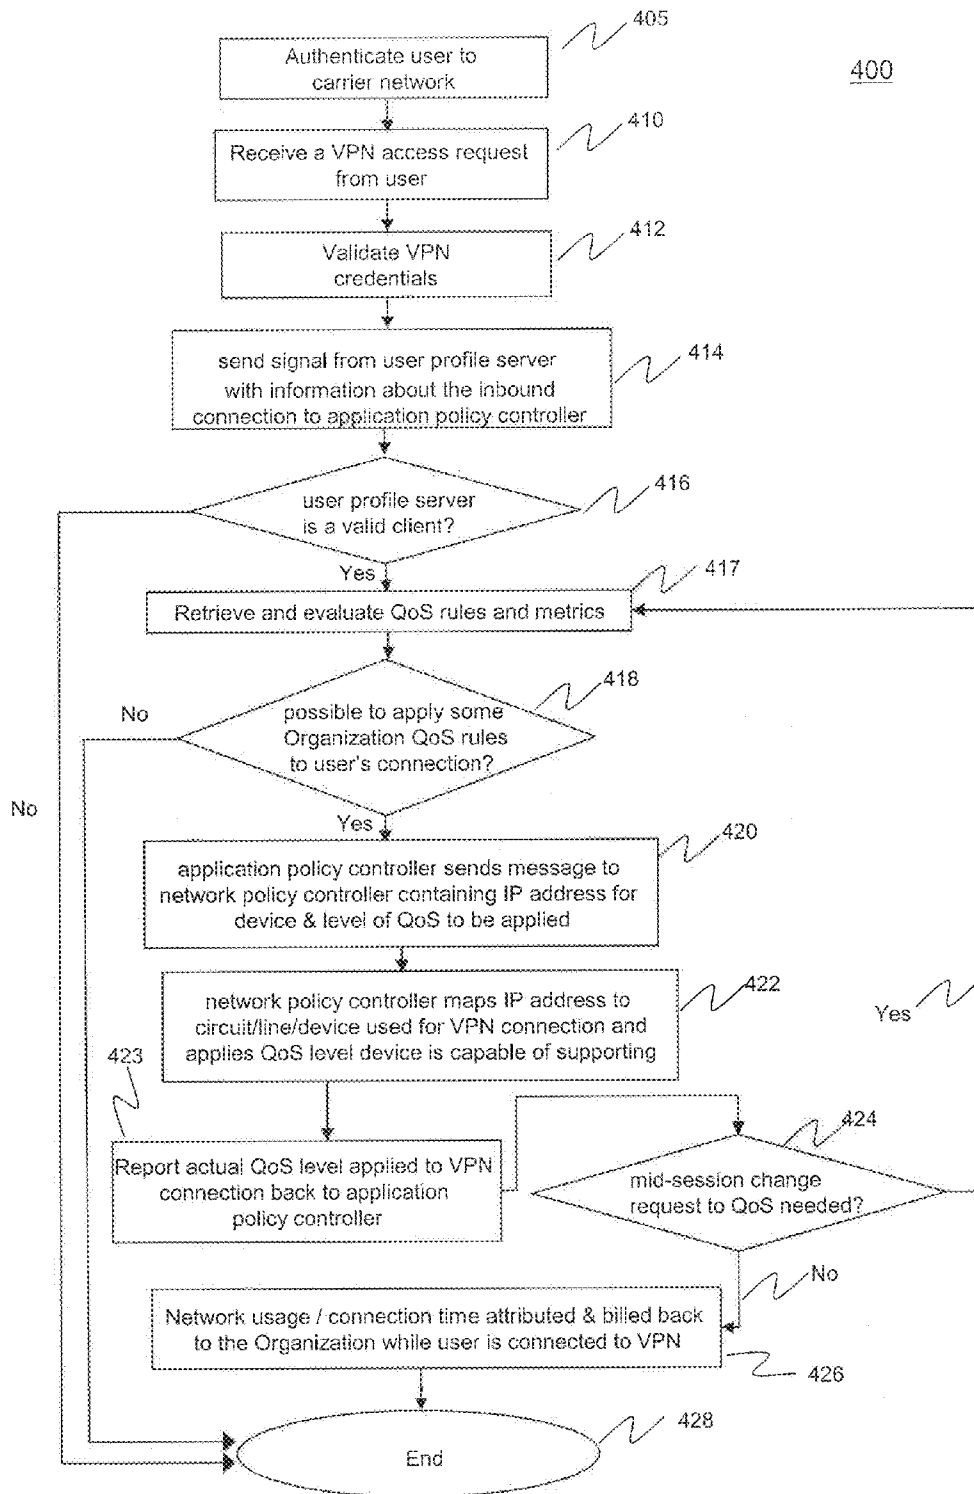 405
Authenticate user to
carrier network
400
410
Receive a VPN access request
from user
412
Validate VPN
credentials
414
send signal from user profile server
with information about the inbound
connection to application policy controller
416
user profile server
is a valid client?
Yes
417
Retrieve and evaluate QoS rules and metrics
418
No
possible to apply some
Organization QoS rules
to user's connection?
No
Yes
420
application policy controller sends message to
network policy controller containing IP address for
device & level of QoS to be applied
422
network policy controller maps IP address to
circuit/line/device used for VPN connection and
applies QoS level device is capable of supporting
Yes
423
424
Report actual QoS level applied to VPN
connection back to application
policy controller
mid-session change
request to QoS needed?
No
Network usage / connection time attributed & billed back
to the Organization while user is connected to VPN
426
428
End